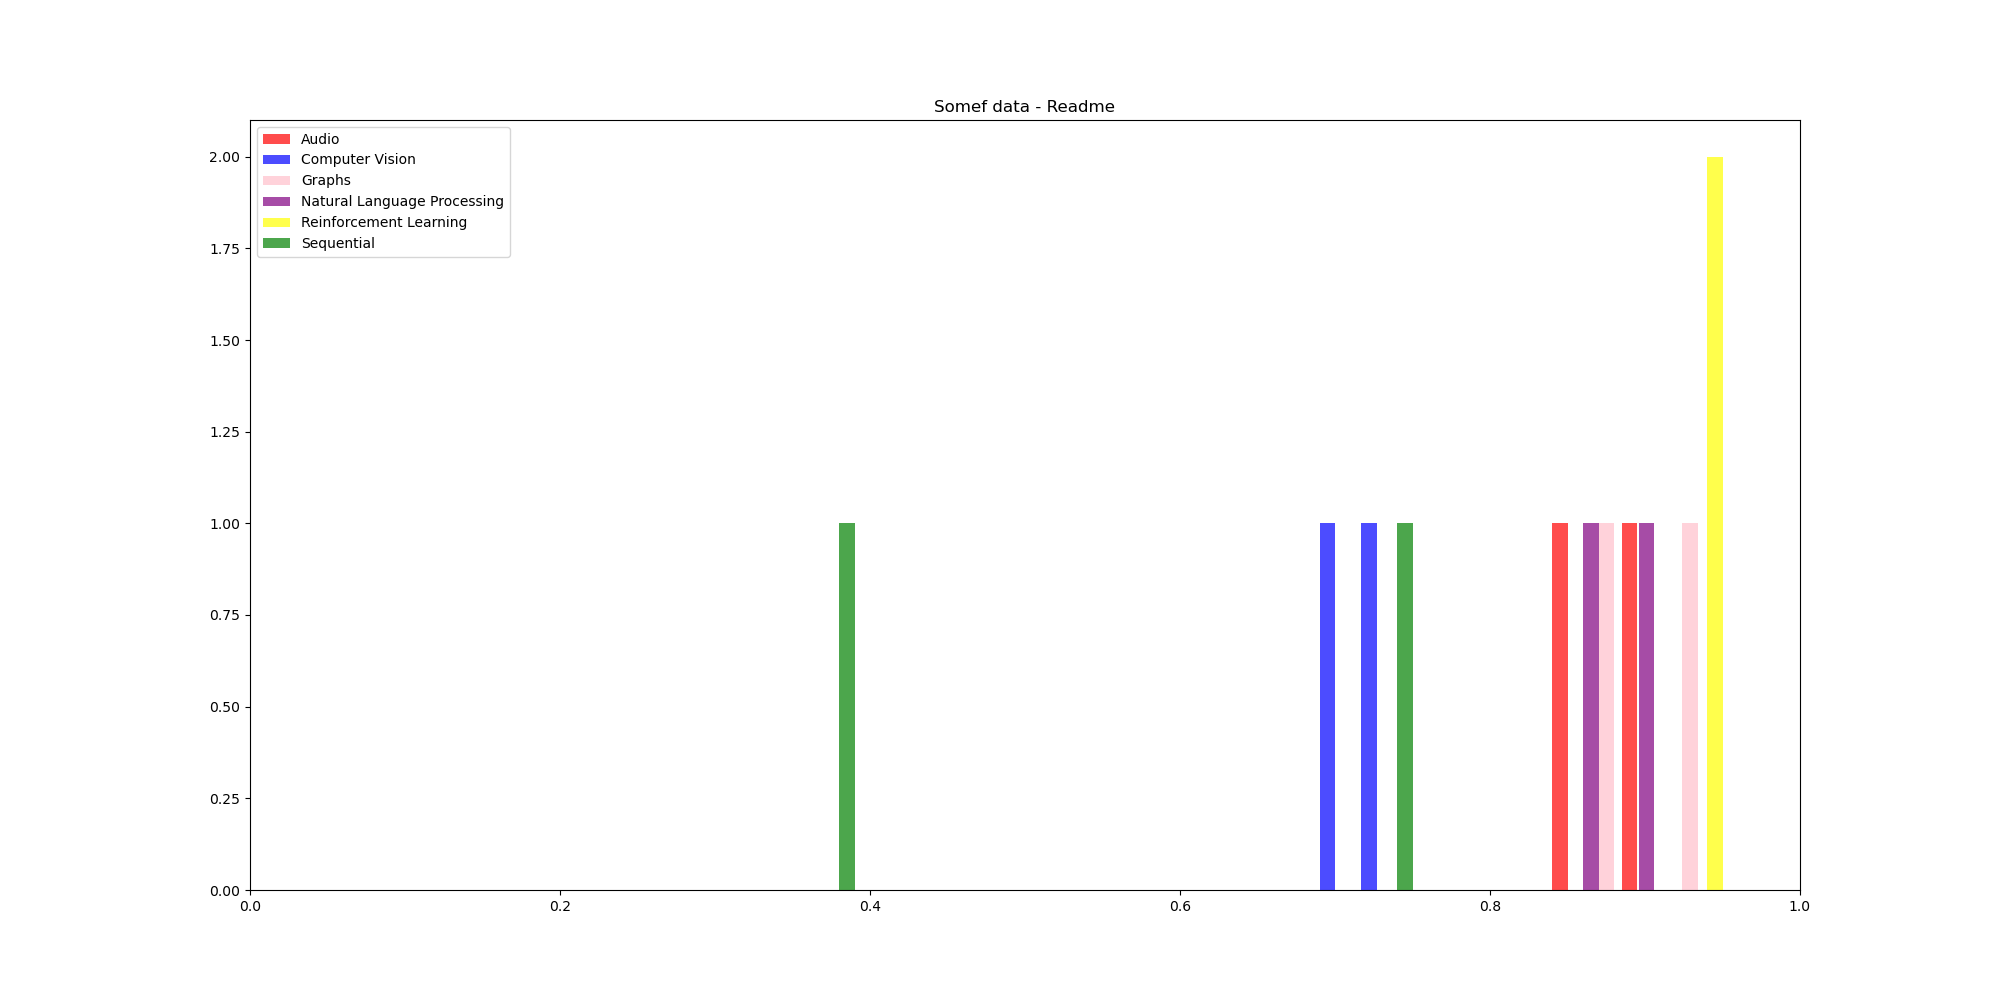 Somef data - Readme
Audio
Computer Vision
Graphs
Natural Language Processing
Reinforcement Learning
Sequential
2.00
1.75
1.50
1.25
1.00
0.75
0.50
0.25
0.00
0.0 0.2 0.4 0.6 0.8 1.0